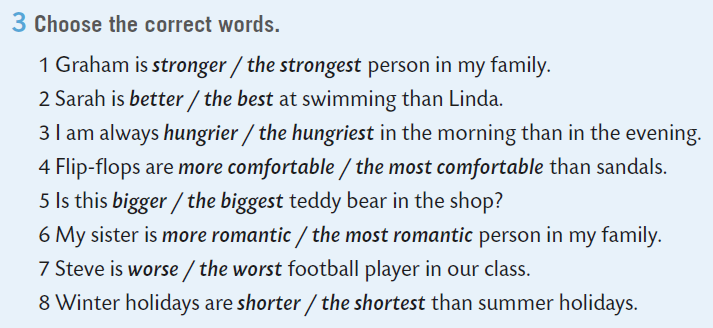 3 Choose the correct words.
1 Graham is stronger / the strongest person in my family.
2 Sarah is better / the best at swimming than Linda.
3 I am always hungrier / the hungriest in the morning than in the evening.
4 Flip-flops are more comfortable / the most comfortable than sandals.
5 Is this bigger / the biggest teddy bear in the shop?
6 My sister is more romantic / the most romantic person in my family.
7 Steve is worse / the worst football player in our class.
8 Winter holidays are shorter / the shortest than summer holidays.